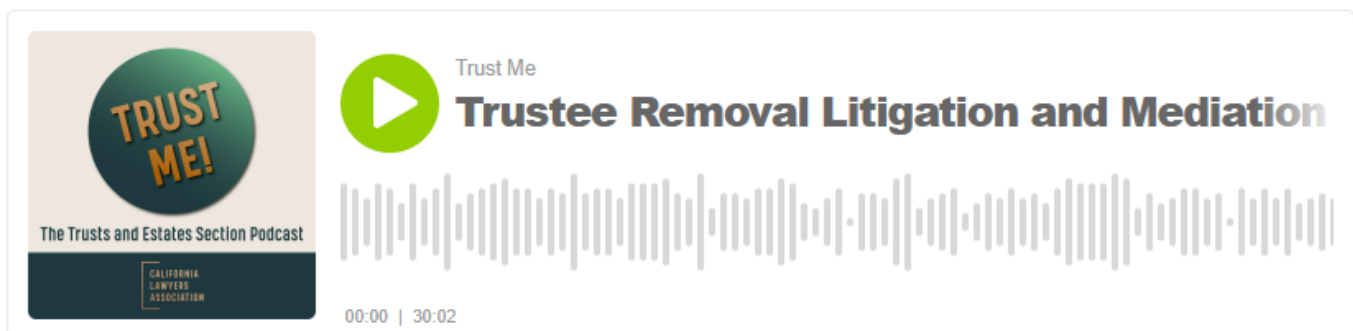 TRUST
ME!
The Trusts and Estates Section Podcast
CALIFORNIA
LAWYERS
ASSOCIATION
Trust Me
Trustee Removal Litigation and Mediation
00:00 | 30:02